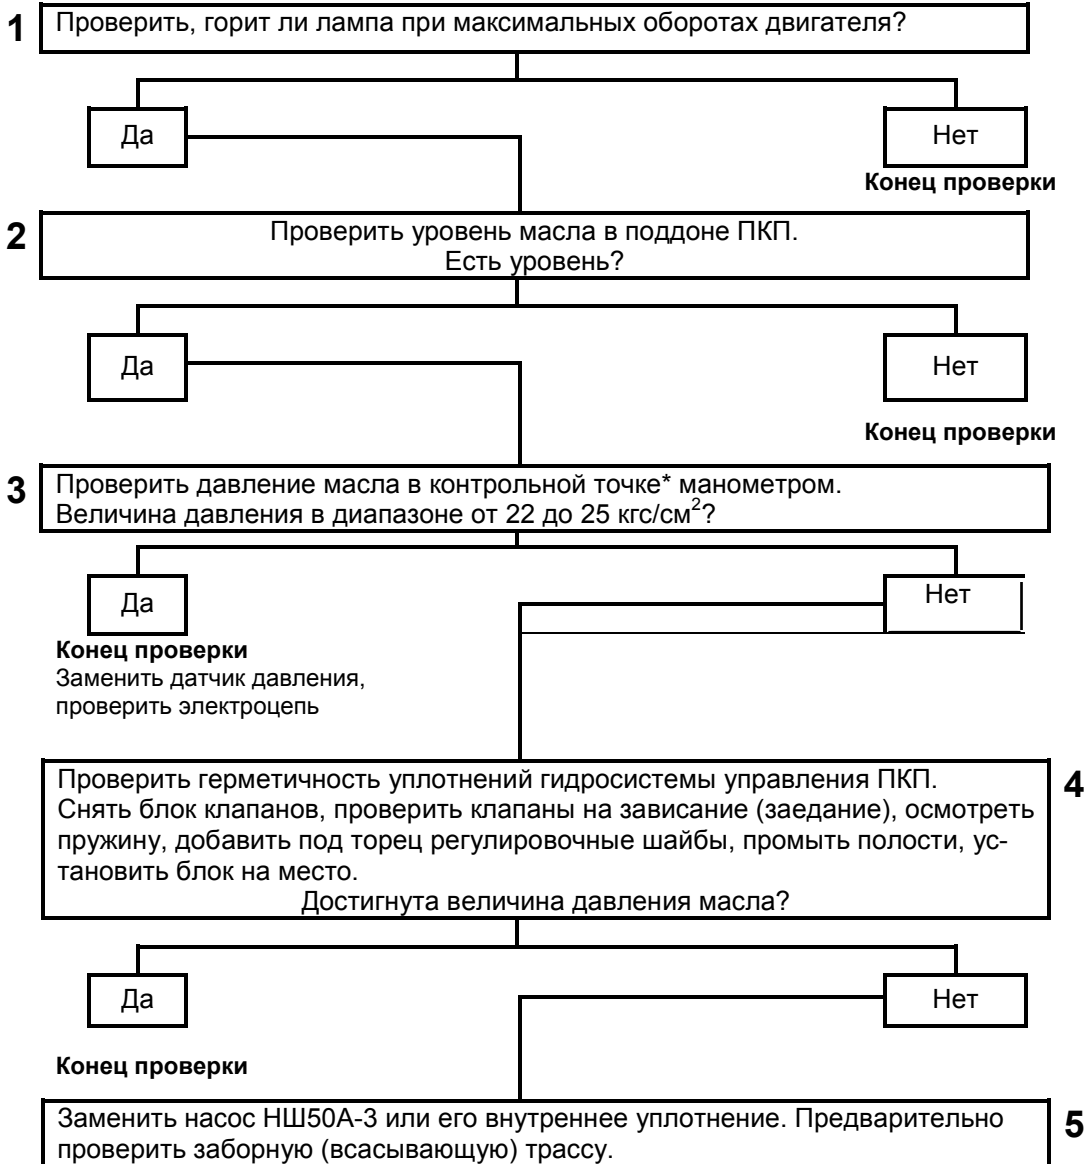 1
Проверить, горит ли лампа при максимальных оборотах двигателя?
Да
Нет
Конец проверки
2
Проверить уровень масла в поддоне ПКП.
Есть уровень?
Да
Нет
Конец проверки
3
Проверить давление масла в контрольной точке* манометром.
Величина давления в диапазоне от 22 до 25 кгс/см²?
Да
Нет
Конец проверки
Заменить датчик давления,
проверить электроцепь
Проверить герметичность уплотнений гидросистемы управления ПКП.
4
Снять блок клапанов, проверить клапаны на зависание (заедание), осмотреть
пружину, добавить под торец регулировочные шайбы, промыть полости, ус-
тановить блок на место.
Достигнута величина давления масла?
Да
Нет
Конец проверки
Заменить насос НШ50А-3 или его внутреннее уплотнение. Предварительно
5
проверить заборную (всасывающую) трассу.